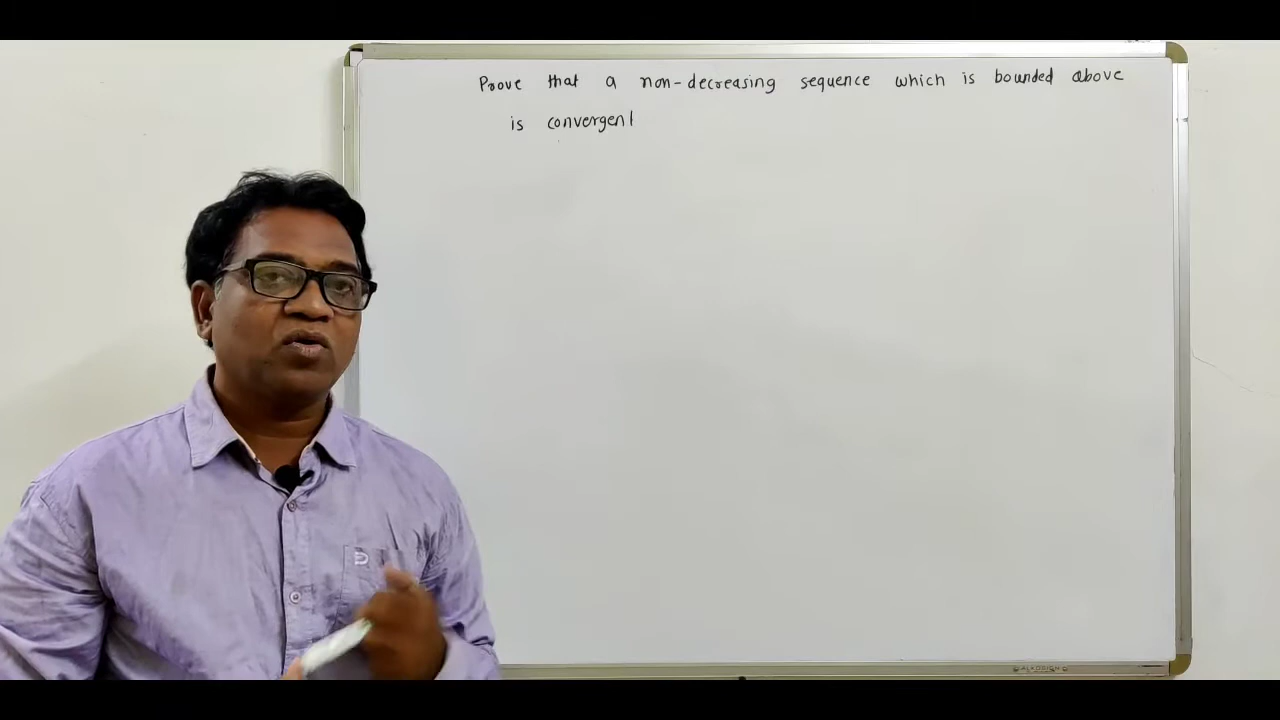 Prove that a non-decreasing sequence which is bounded above
is convergent